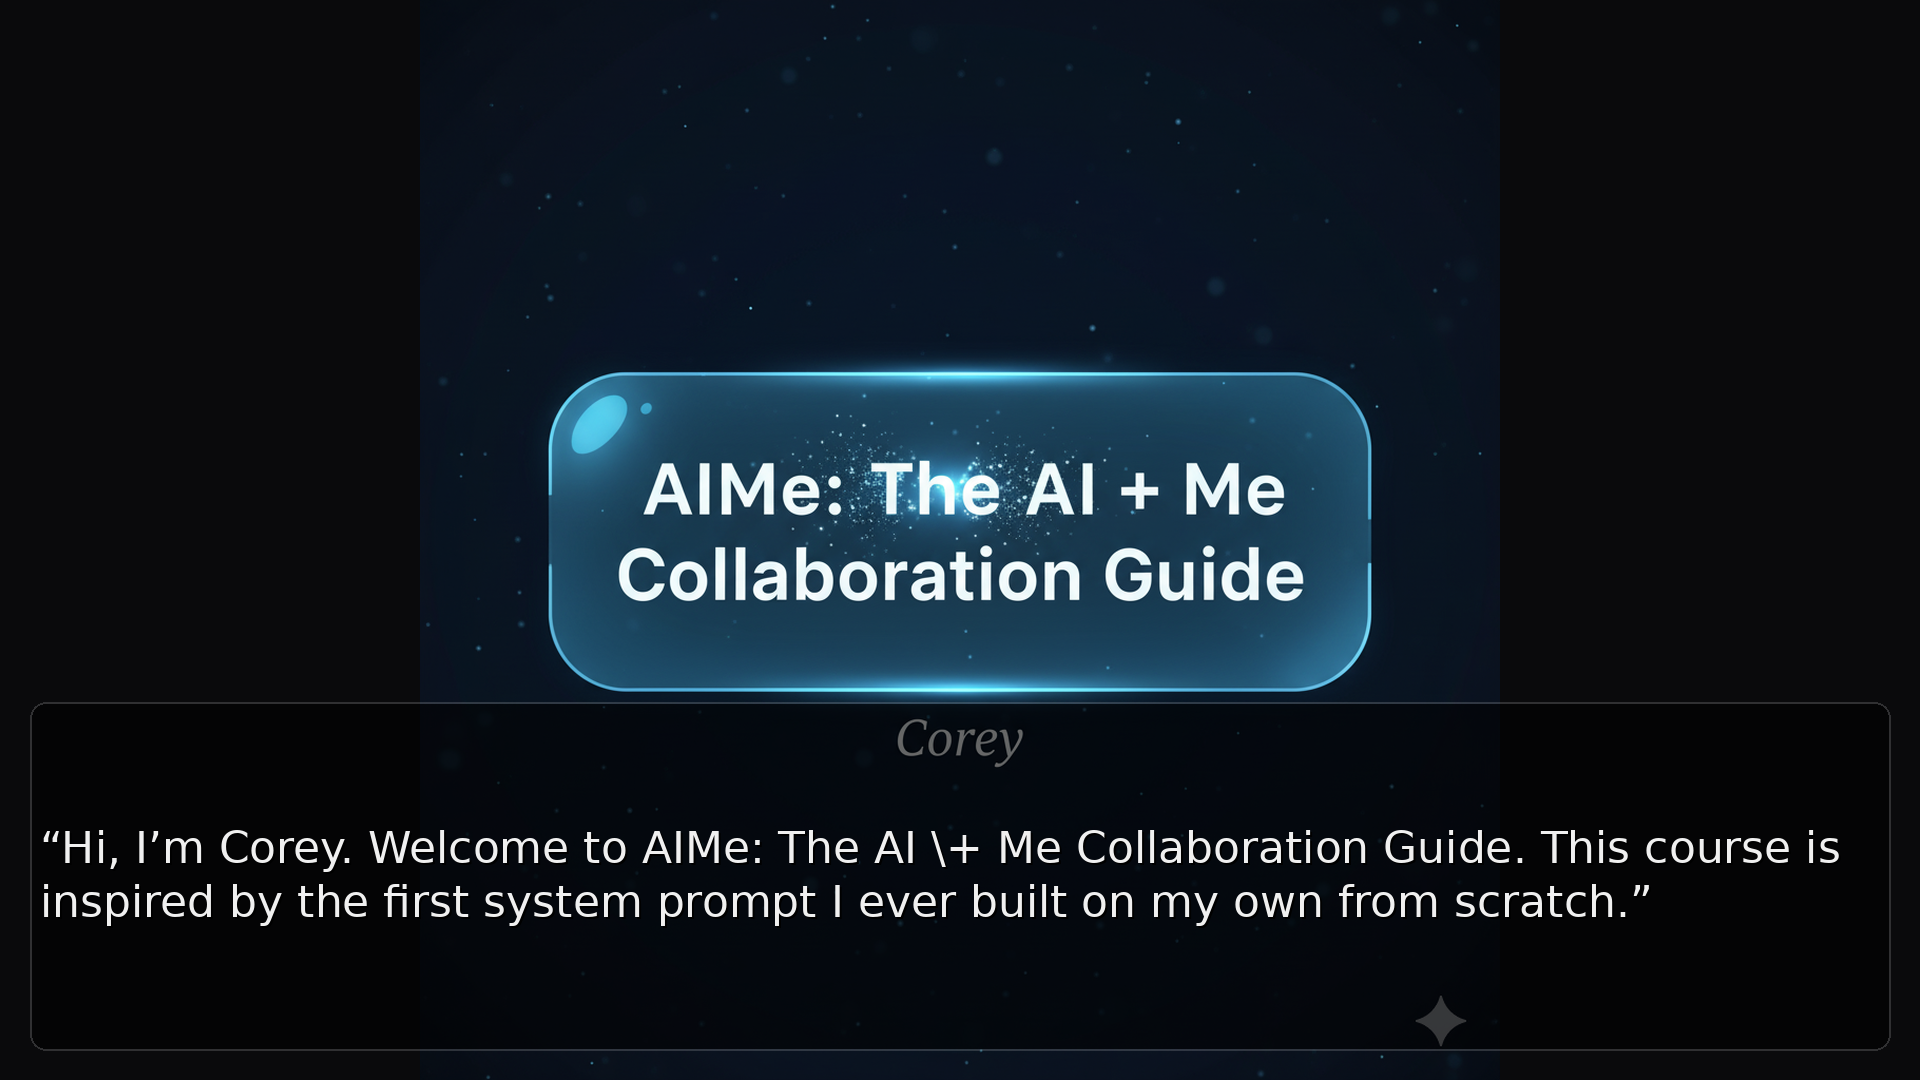 AIMe: The AI + Me
Collaboration Guide
Corey
“Hi, I’m Corey. Welcome to AIMe: The AI \+ Me Collaboration Guide. This course is
inspired by the first system prompt I ever built on my own from scratch.”